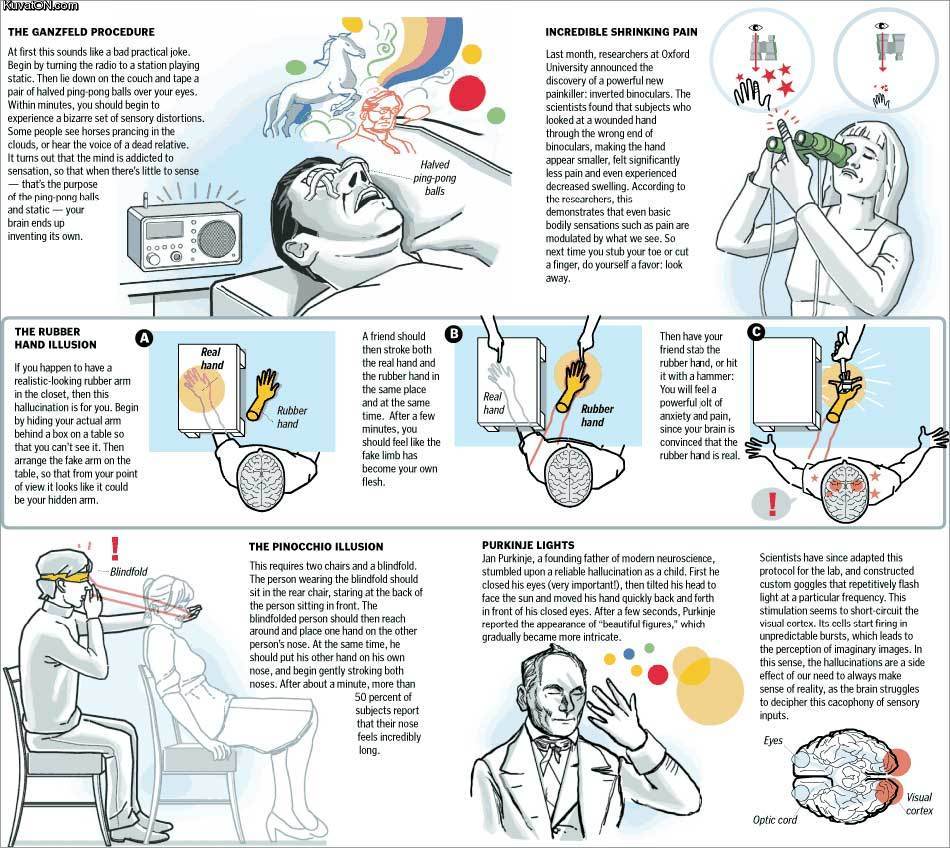 KuvatON.com
THE GANZFELD PROCEDURE
At first this sounds like a bad practical joke.
Begin by turning the radio to a station playing
static. Then lie down on the couch and tape a
pair of halved ping-pong balls over your eyes.
Within minutes, you should begin to
experience a bizarre set of sensory distortions.
Some people see horses prancing in the
clouds, or hear the voice of a dead relative.
It turns out that the mind is addicted to
sensation, so that when there's little to sense
— that's the purpose
of the ping-pong balls
and static — your
brain ends up
inventing its own.
Halved
ping-pong
balls
INCREDIBLE SHRINKING PAIN
Last month, researchers at Oxford
University announced the
discovery of a powerful new
painkiller: inverted binoculars. The
scientists found that subjects who
looked at a wounded hand
through the wrong end of
binoculars, making the hand
appear smaller, felt significantly
less pain and even experienced
decreased swelling. According to
the researchers, this
demonstrates that even basic
bodily sensations such as pain are
modulated by what we see. So
next time you stub your toe or cut
a finger, do yourself a favor: look
away.
THE RUBBER
HAND ILLUSION
If you happen to have a
realistic-looking rubber arm
in the closet, then this
hallucination is for you. Begin
by hiding your actual arm
behind a box on a table so
that you can't see it. Then
arrange the fake arm on the
table, so that from your point
of view it looks like it could
be your hidden arm.
A
Real
hand
Rubber
hand
A friend should
then stroke both
the real hand and
the rubber hand in
the same place
and at the same
time. After a few
minutes, you
should feel like the
fake limb has
become your own
flesh.
B
Real
hand
Rubber
hand
Then have your
friend stab the
rubber hand, or hit
it with a hammer:
You will feel a
powerful jolt of
anxiety and pain,
since your brain is
convinced that the
rubber hand is real.
C
!
!
Blindfold
THE PINOCCHIO ILLUSION
This requires two chairs and a blindfold.
The person wearing the blindfold should
sit in the rear chair, staring at the back of
the person sitting in front. The
blindfolded person should then reach
around and place one hand on the other
person's nose. At the same time, he
should put his other hand on his own
nose, and begin gently stroking both
noses. After about a minute, more than
50 percent of
subjects report
that their nose
feels incredibly
long.
PURKINJE LIGHTS
Jan Purkinje, a founding father of modern neuroscience,
stumbled upon a reliable hallucination as a child. First he
closed his eyes (very important!), then tilted his head to
face the sun and moved his hand quickly back and forth
in front of his closed eyes. After a few seconds, Purkinje
reported the appearance of "beautiful figures," which
gradually became more intricate.
Scientists have since adapted this
protocol for the lab, and constructed
custom goggles that repetitively flash
light at a particular frequency. This
stimulation seems to short-circuit the
visual cortex. Its cells start firing in
unpredictable bursts, which leads to
the perception of imaginary images. In
this sense, the hallucinations are a side
effect of our need to always make
sense of reality, as the brain struggles
to decipher this cacophony of sensory
inputs.
Eyes
Visual
cortex
Optic cord